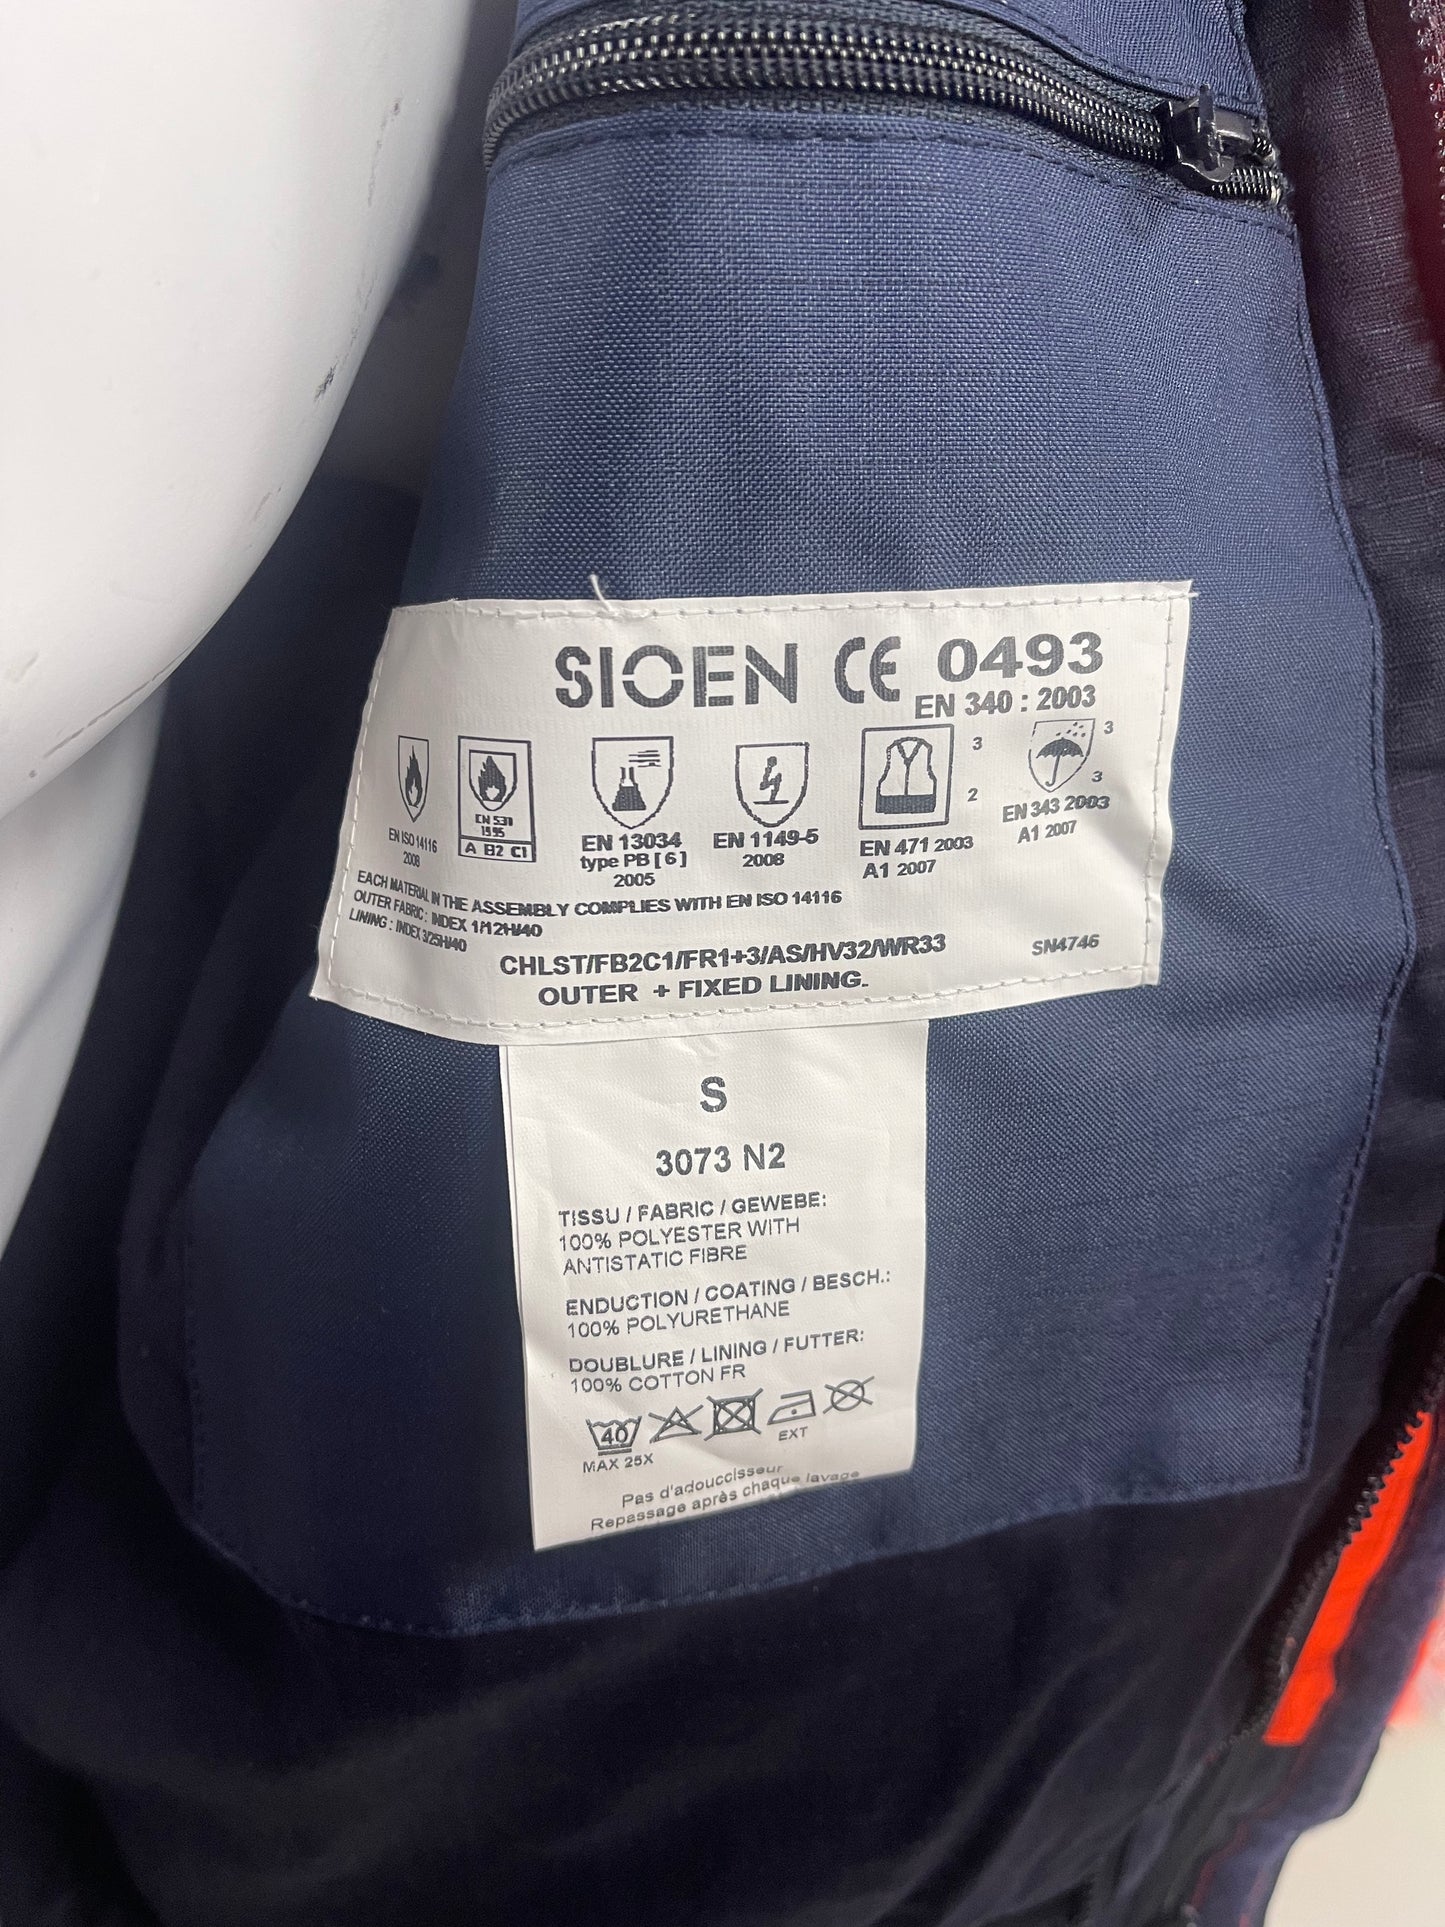 SIOEN CE 0493
EN 340 : 2003
EN ISO 14116
2008
EN 531
1995
A B2 C1
EN 13034
type PB [ 6 ]
2005
EN 1149-5
2008
3
2
EN 471 2003
A1 2007
3
3
EN 343 2003
A1 2007
EACH MATERIAL IN THE ASSEMBLY COMPLIES WITH EN ISO 14116
OUTER FABRIC : INDEX 1/12H/40
LINING : INDEX 3/25H/40
CHLST/FB2C1/FR1+3/AS/HV32/WR33
SN4746
OUTER + FIXED LINING.
S
3073 N2
TISSU / FABRIC / GEWEBE:
100% POLYESTER WITH
ANTISTATIC FIBRE
ENDUCTION / COATING / BESCH.:
100% POLYURETHANE
DOUBLURE / LINING / FUTTER:
100% COTTON FR
40
MAX 25X
EXT
Pas d'adouccisseur
Repassage après chaque lavage